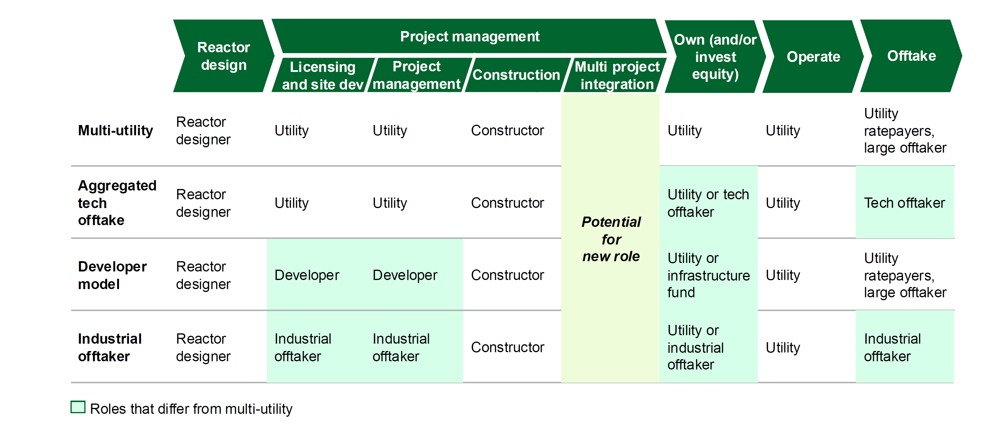 Reactor
design
Project management
Licensing
and site dev
Project
management
Construction
Multi project
integration
Own (and/or
invest
equity)
Operate
Offtake
Multi-utility
Reactor
designer
Utility
Utility
Constructor
Utility
Utility
Utility
ratepayers,
large offtaker
Aggregated
tech
offtake
Reactor
designer
Utility
Utility
Constructor
Potential
for
new role
Utility or tech
offtaker
Utility
Tech offtaker
Developer
model
Reactor
designer
Developer
Developer
Constructor
Utility or
infrastructure
fund
Utility
Utility
ratepayers,
large offtaker
Industrial
offtaker
Reactor
designer
Industrial
offtaker
Industrial
offtaker
Constructor
Utility or
industrial
offtaker
Utility
Industrial
offtaker
Roles that differ from multi-utility